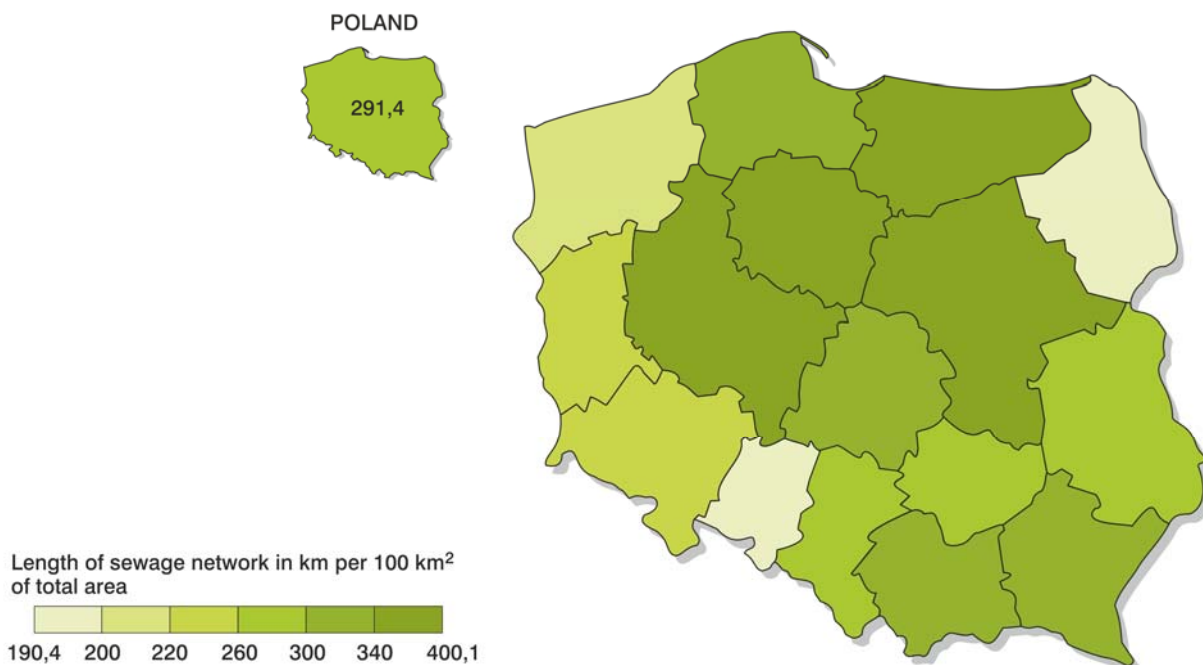 POLAND
291,4
Length of sewage network in km per 100 km²
of total area
190,4 200 220 260 300 340 400,1